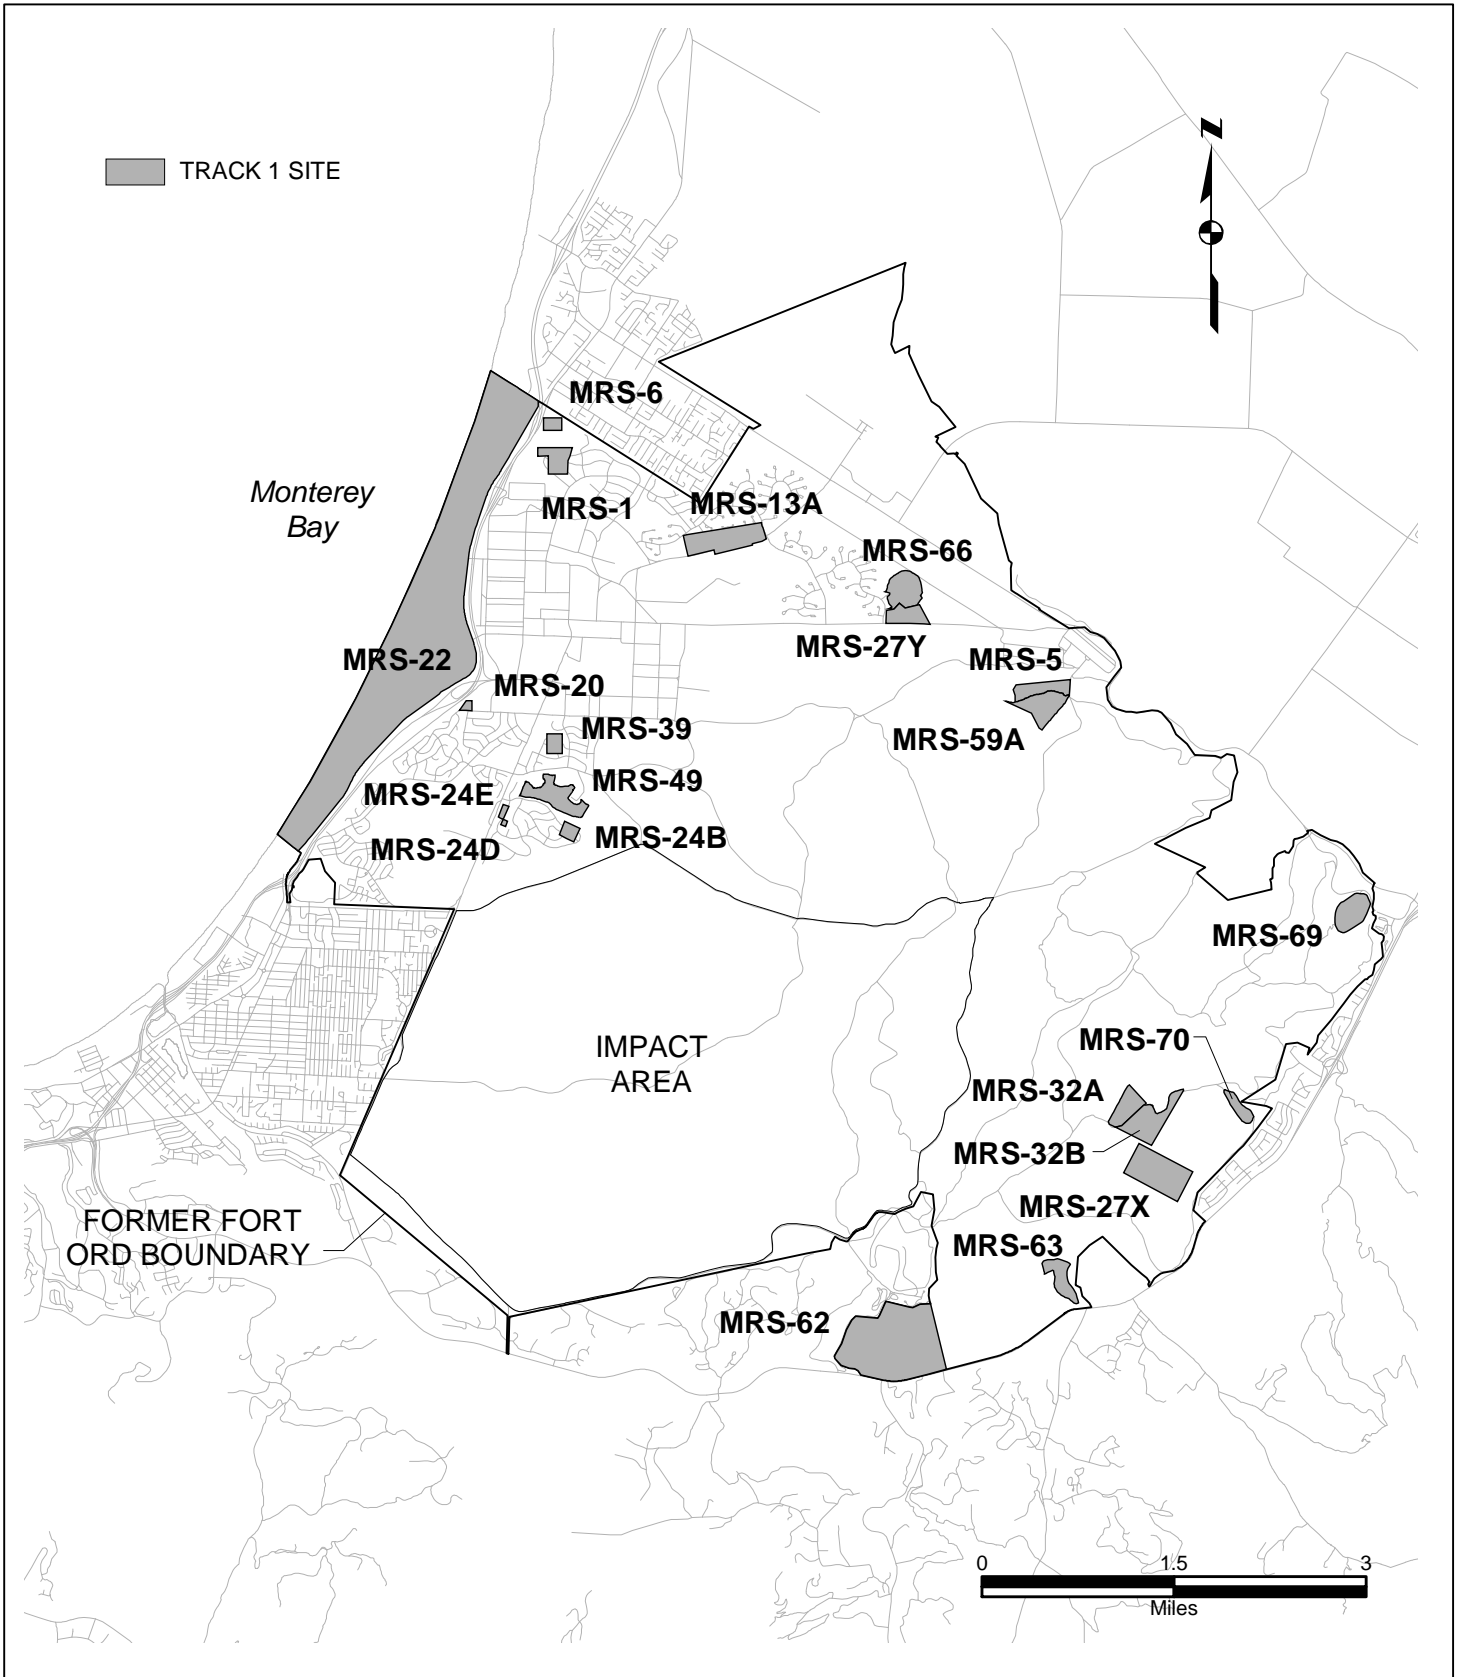 N
TRACK 1 SITE
MRS-6
Monterey
Bay
MRS-1
MRS-13A
MRS-66
MRS-27Y
MRS-5
MRS-22
MRS-20
MRS-39
MRS-59A
MRS-49
MRS-24E
MRS-24B
MRS-24D
MRS-69
IMPACT
AREA
MRS-70
MRS-32A
MRS-32B
MRS-27X
FORMER FORT
ORD BOUNDARY
MRS-63
MRS-62
0 1.5 3
Miles